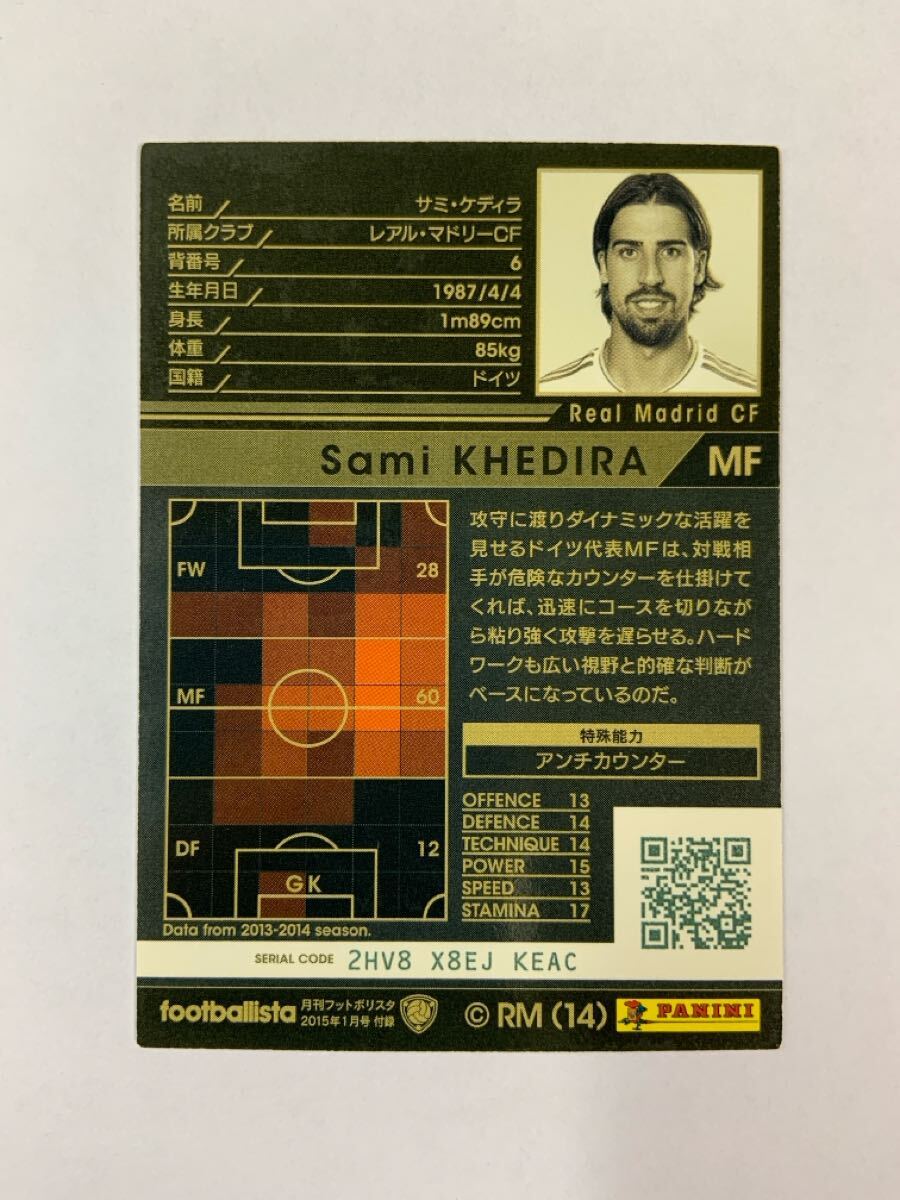 名前 サミ・ケディラ
所属クラブ レアル・マドリーCF
背番号 6
生年月日 1987/4/4
身長 1m89cm
体重 85kg
国籍 ドイツ
Real Madrid CF
Sami KHEDIRA MF
FW 28
MF 60
DF 12
GK
Data from 2013-2014 season.
攻守に渡りダイナミックな活躍を
見せるドイツ代表MFは、対戦相
手が危険なカウンターを仕掛けて
くれば、迅速にコースを切りなが
ら粘り強く攻撃を遅らせる。ハード
ワークも広い視野と的確な判断が
ベースになっているのだ。
特殊能力
アンチカウンター
OFFENCE 13
DEFENCE 14
TECHNIQUE 14
POWER 15
SPEED 13
STAMINA 17
SERIAL CODE 2HV8 X8EJ KEAC
footballista 月刊フットボリスタ
2015年1月号 付録
© RM (14) PANINI